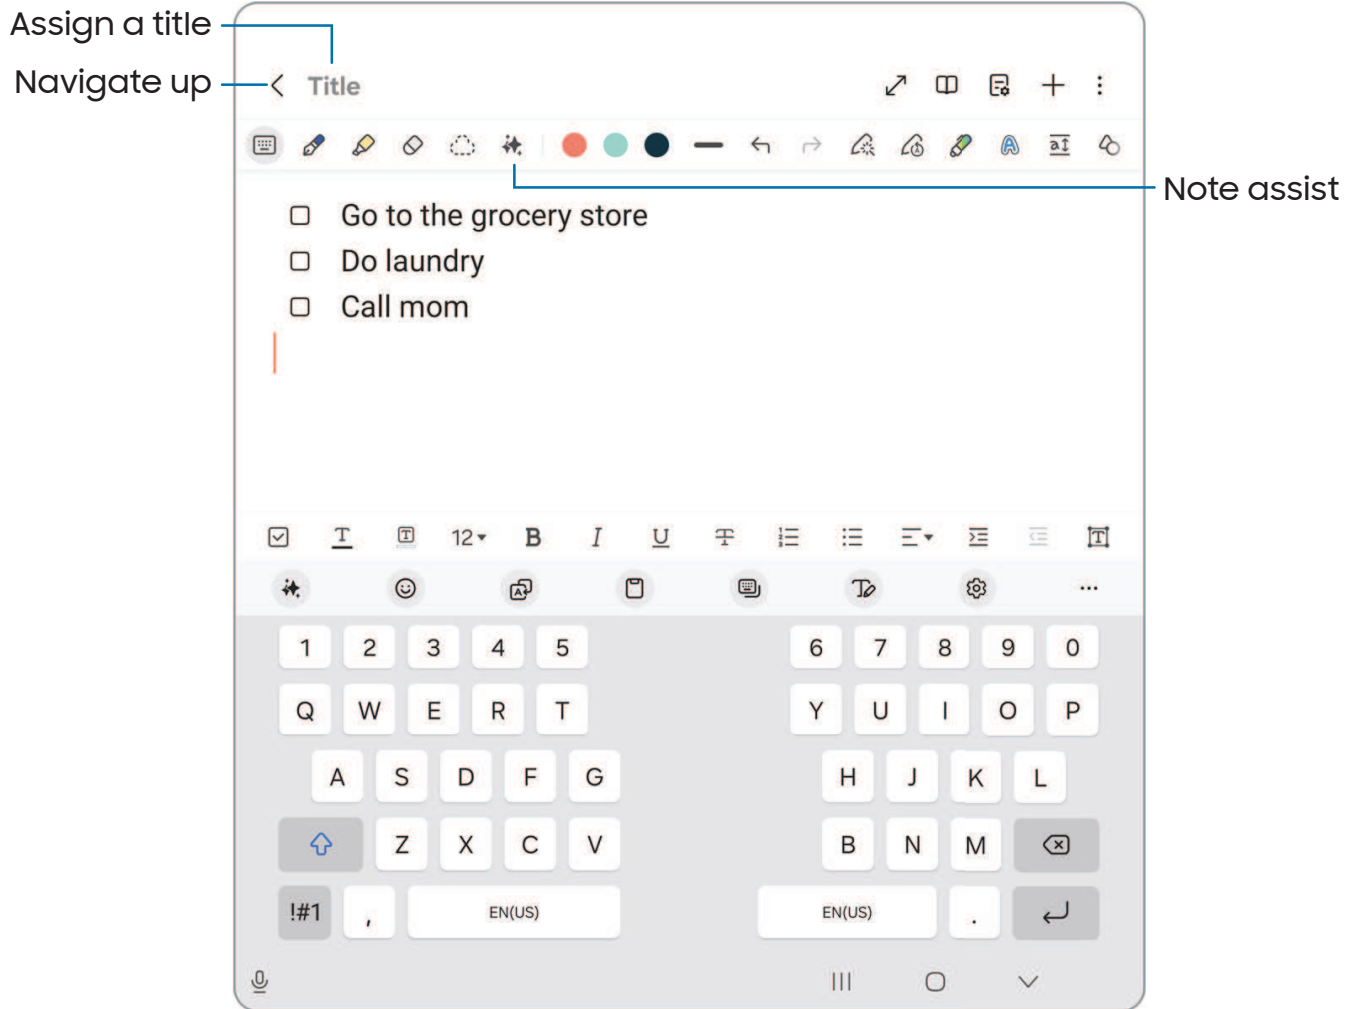 Assign a title
Navigate up
Title
Note assist
Go to the grocery store
Do laundry
Call mom
T T 12 B I U T T
1 2 3 4 5 6 7 8 9 0
Q W E R T Y U I O P
A S D F G H J K L
Z X C V B N M
!#1 , EN(US) EN(US) .